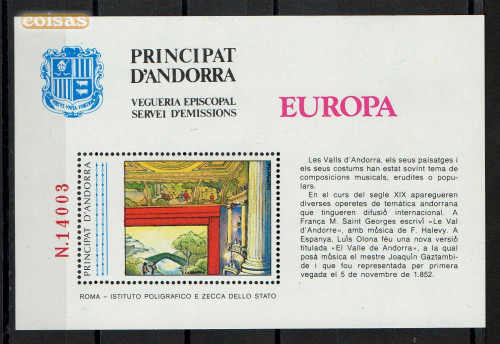 coisas
PRINCIPAT
D'ANDORRA
VEGUERIA EPISCOPAL
SERVEI D'EMISSIONS
EUROPA
N.14003
PRINCIPAT D'ANDORRA
Les Valls d'Andorra, els seus paisatges i
els seus costums han estat sovint tema de
composicions musicals, erudites o popu-
lars.
En el curs del segle XIX aparegueren
diverses operetes de temàtica andorrana
que tingueren difusió internacional. A
França M. Saint Georges escriví «Le Val
d'Andorre», amb mùsica de F. Halevy. A
Espanya, Luis Olona féu una nova versió
titulada «El Valle de Andorra», a la qual
posà mùsica el mestre Joaquin Gaztambi-
de i que fou representada per primera
vegada el 5 de novembre de 1.852.
ROMA – ISTITUTO POLIGRAFICO E ZECCA DELLO STATO